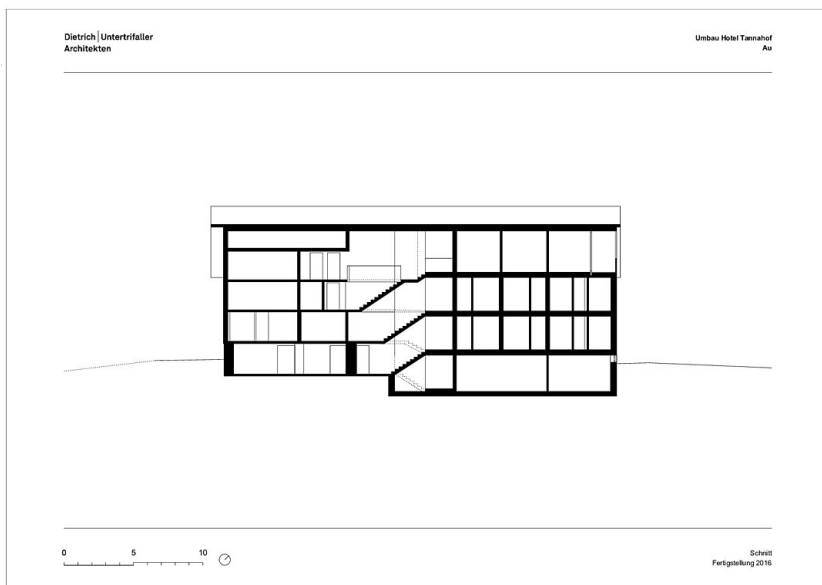 Dietrich | Untertrifaller
Architekten
Umbau Hotel Tannahof
Au
0 5 10
Schnitt
Fertigstellung 2016